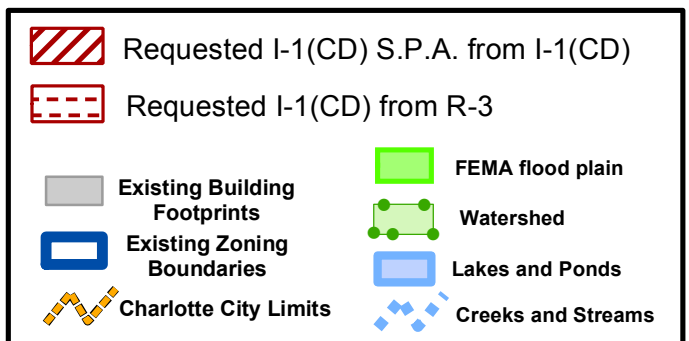 Requested I-1(CD) S.P.A. from I-1(CD)
Requested I-1(CD) from R-3
Existing Building
Footprints
Existing Zoning
Boundaries
Charlotte City Limits
FEMA flood plain
Watershed
Lakes and Ponds
Creeks and Streams